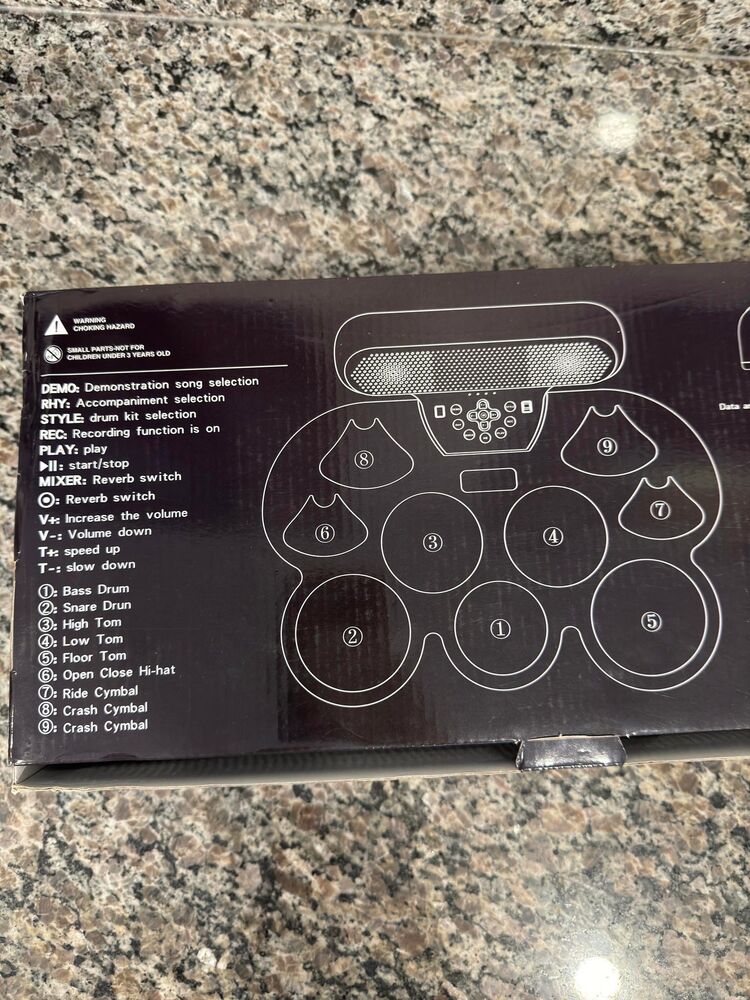 WARNING
CHOKING HAZARD
SMALL PARTS-NOT FOR
CHILDREN UNDER 3 YEARS OLD
DEMO: Demonstration song selection
RHY: Accompaniment selection
STYLE: drum kit selection
REC: Recording function is on
PLAY: play
▶II: start/stop
MIXER: Reverb switch
⦿: Reverb switch
V+: Increase the volume
V-: Volume down
T+: speed up
T-: slow down
①: Bass Drum
②: Snare Drun
③: High Tom
④: Low Tom
⑤: Floor Tom
⑥: Open Close Hi-hat
⑦: Ride Cymbal
⑧: Crash Cymbal
⑨: Crash Cymbal
⑧
⑨
⑥
③
④
⑦
②
①
⑤
Data